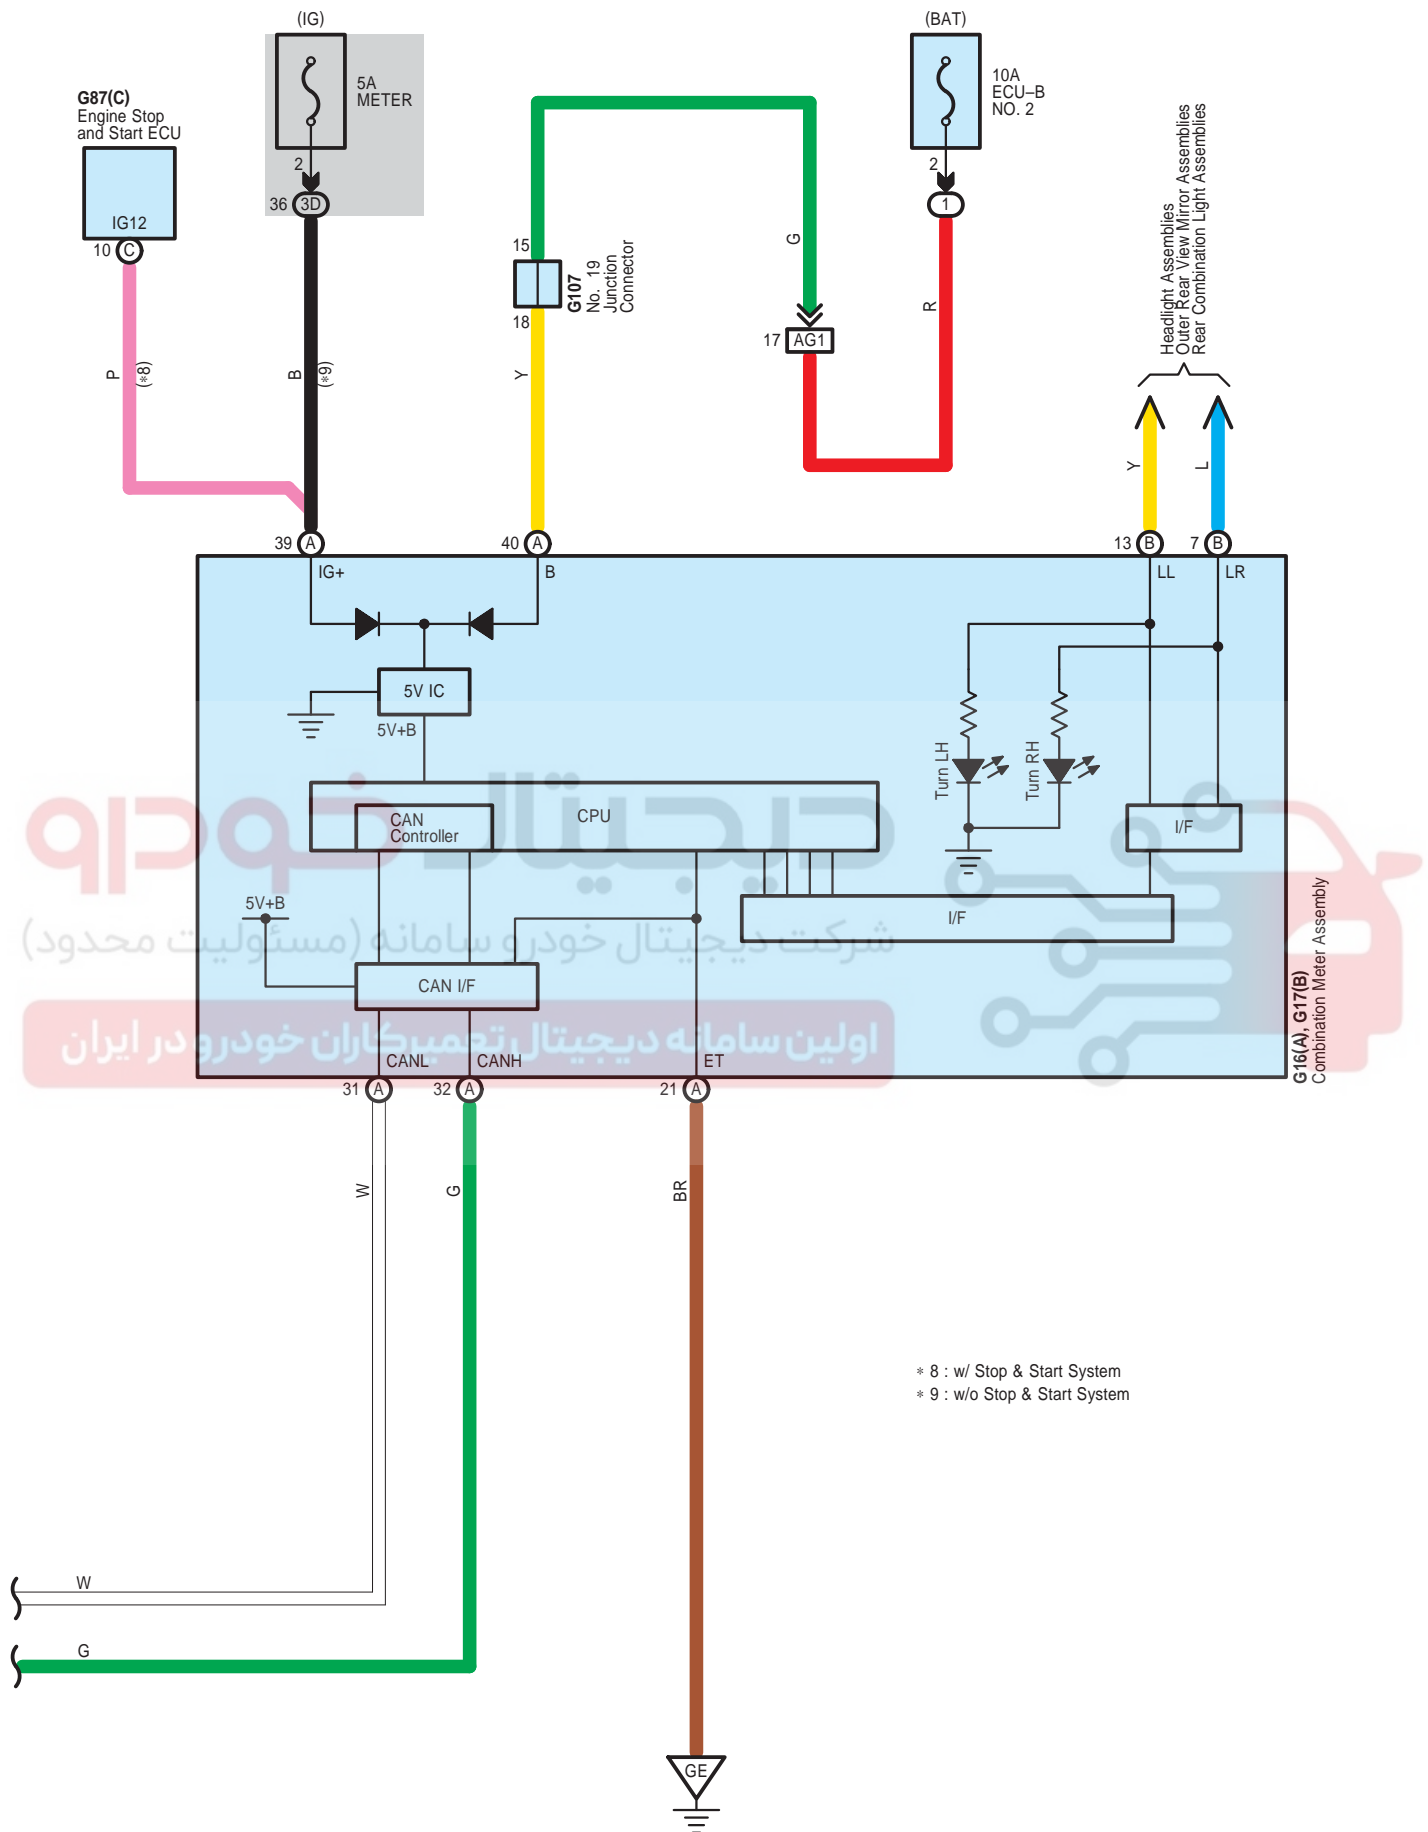 (IG)
(BAT)
5A
METER
10A
ECU–B
NO. 2
G87(C)
Engine Stop
and Start ECU
IG12
10 C
2
36 3D
2
1
15
G107
No. 19
Junction
Connector
18
G
17 AG1
R
Headlight Assemblies
Outer Rear View Mirror Assemblies
Rear Combination Light Assemblies
P
(*8)
B
(*9)
Y
Y
L
39 A
40 A
13 B
7 B
IG+
B
LL
LR
5V IC
5V+B
Turn LH
Turn RH
CPU
CAN
Controller
I/F
دیجیتال خودرو
5V+B
I/F
شرکت دیجیتال خودرو سامانه (مسئولیت محدود)
CAN I/F
اولین سامانه دیجیتال تعمیرکاران خودرو در ایران
CANL
CANH
ET
G16(A), G17(B)
Combination Meter Assembly
31 A
32 A
21 A
W
G
BR
* 8 : w/ Stop & Start System
* 9 : w/o Stop & Start System
W
G
GE